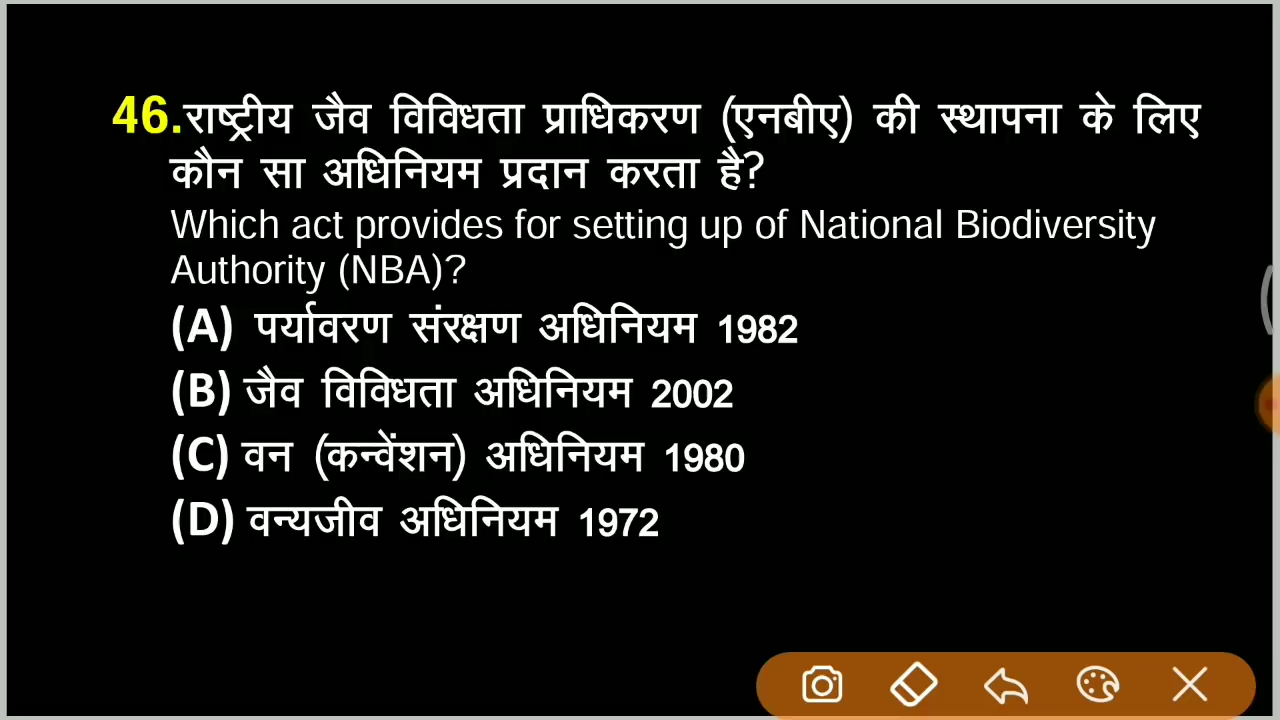 46.राष्ट्रीय जैव विविधता प्राधिकरण (एनबीए) की स्थापना के लिए
कौन सा अधिनियम प्रदान करता है?
Which act provides for setting up of National Biodiversity
Authority (NBA)?
(A) पर्यावरण संरक्षण अधिनियम 1982
(B) जैव विविधता अधिनियम 2002
(C) वन (कन्वेंशन) अधिनियम 1980
(D) वन्यजीव अधिनियम 1972